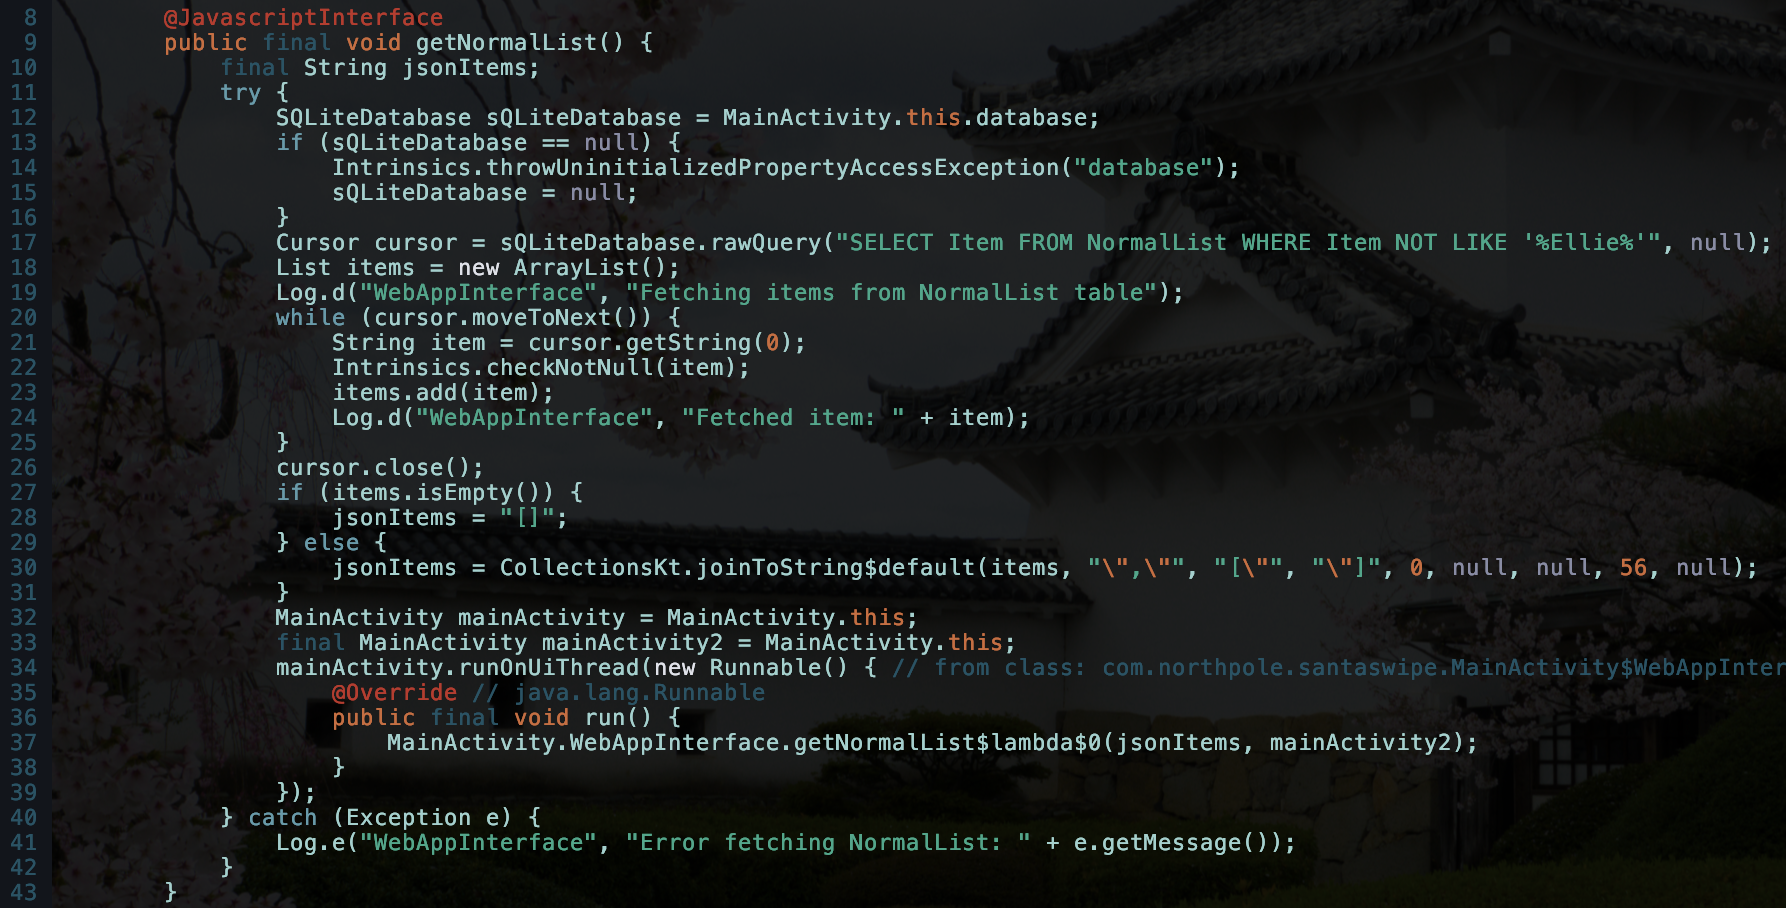 8 @JavascriptInterface
9 public final void getNormalList() {
10 final String jsonItems;
11 try {
12 SQLiteDatabase sQLiteDatabase = MainActivity.this.database;
13 if (sQLiteDatabase == null) {
14 Intrinsics.throwUninitializedPropertyAccessException("database");
15 sQLiteDatabase = null;
16 }
17 Cursor cursor = sQLiteDatabase.rawQuery("SELECT Item FROM NormalList WHERE Item NOT LIKE '%Ellie%'", null);
18 List items = new ArrayList();
19 Log.d("WebAppInterface", "Fetching items from NormalList table");
20 while (cursor.moveToNext()) {
21 String item = cursor.getString(0);
22 Intrinsics.checkNotNull(item);
23 items.add(item);
24 Log.d("WebAppInterface", "Fetched item: " + item);
25 }
26 cursor.close();
27 if (items.isEmpty()) {
28 jsonItems = "[]";
29 } else {
30 jsonItems = CollectionsKt.joinToString$default(items, "\",\"", "[\"", "\"]", 0, null, null, 56, null);
31 }
32 MainActivity mainActivity = MainActivity.this;
33 final MainActivity mainActivity2 = MainActivity.this;
34 mainActivity.runOnUiThread(new Runnable() { // from class: com.northpole.santaswipe.MainActivity$WebAppInter
35 @Override // java.lang.Runnable
36 public final void run() {
37 MainActivity.WebAppInterface.getNormalList$lambda$0(jsonItems, mainActivity2);
38 }
39 });
40 } catch (Exception e) {
41 Log.e("WebAppInterface", "Error fetching NormalList: " + e.getMessage());
42 }
43 }